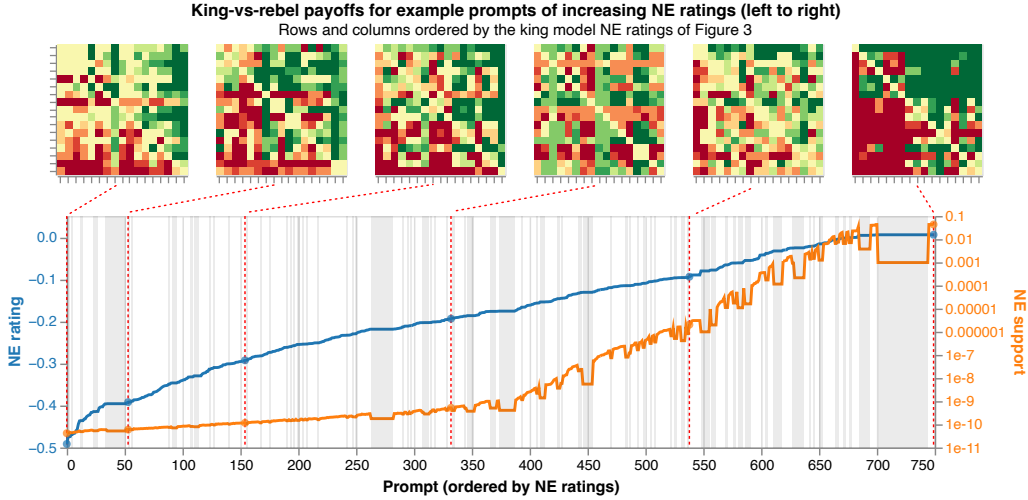 King-vs-rebel payoffs for example prompts of increasing NE ratings (left to right)
Rows and columns ordered by the king model NE ratings of Figure 3
0.0
−0.1
−0.2
−0.3
−0.4
−0.5
NE rating
0.1
0.01
0.001
0.0001
0.00001
0.000001
1e-7
1e-8
1e-9
1e-10
1e-11
NE support
0 50 100 150 200 250 300 350 400 450 500 550 600 650 700 750
Prompt (ordered by NE ratings)